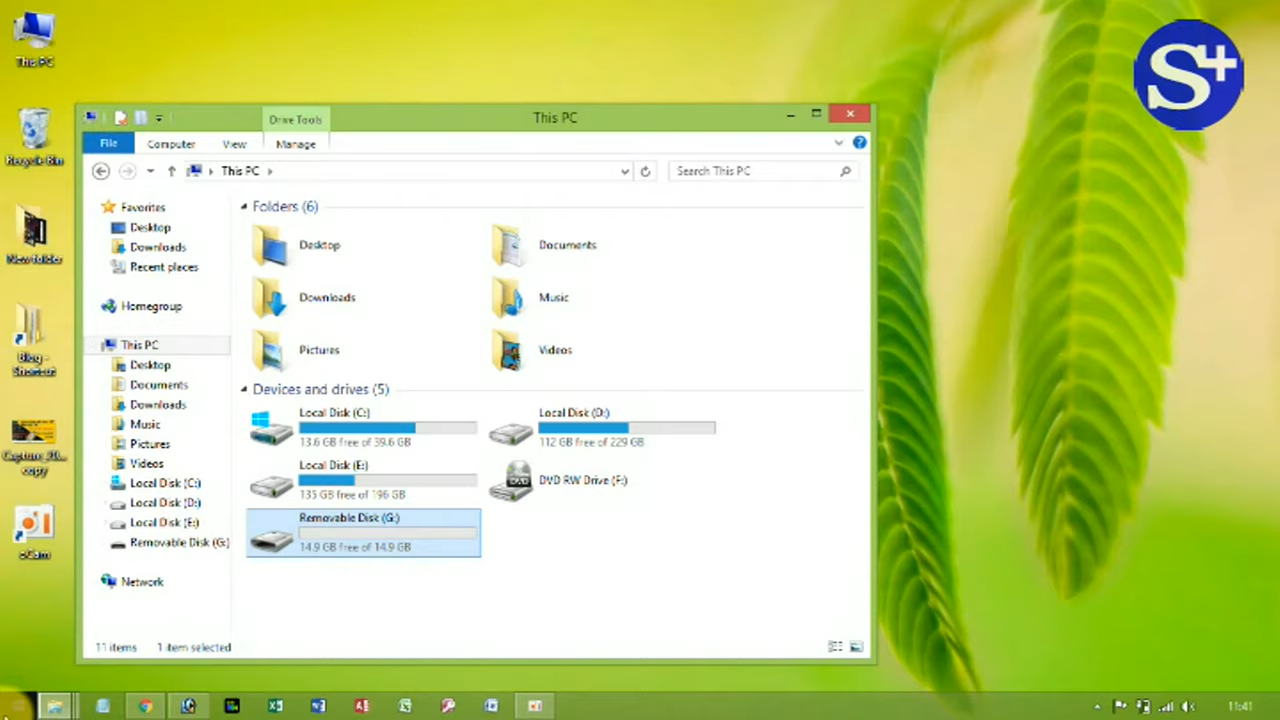 This PC
Recycle Bin
New folder
Blog -
Shortcut
copy
eCam
S+
Drive Tools
This PC
File
Computer
View
Manage
This PC
Search This PC
Favorites
Desktop
Downloads
Recent places
Homegroup
This PC
Desktop
Documents
Downloads
Music
Pictures
Videos
Local Disk (C:)
Local Disk (D:)
Local Disk (E:)
Removable Disk (G:)
Network
Folders (6)
Desktop
Documents
Downloads
Music
Pictures
Videos
Devices and drives (5)
Local Disk (C:)
13.6 GB free of 39.6 GB
Local Disk (D:)
112 GB free of 229 GB
Local Disk (E:)
135 GB free of 196 GB
DVD
DVD RW Drive (F:)
Removable Disk (G:)
14.9 GB free of 14.9 GB
11 items
1 item selected
11:41